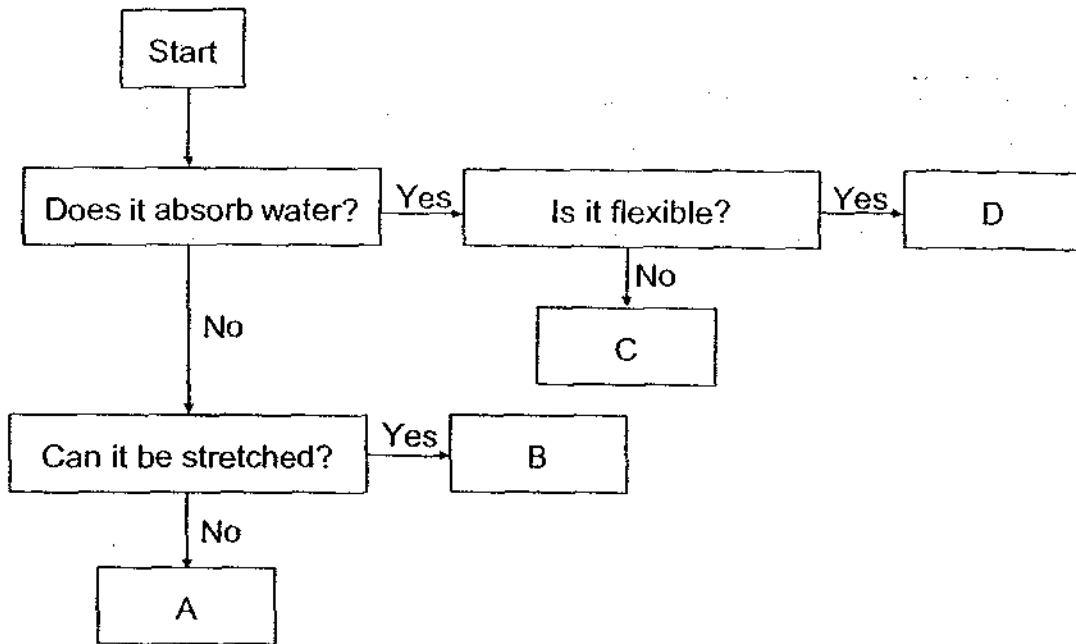 Start
Does it absorb water?
Yes
Is it flexible?
Yes
D
No
C
No
Can it be stretched?
Yes
B
No
A